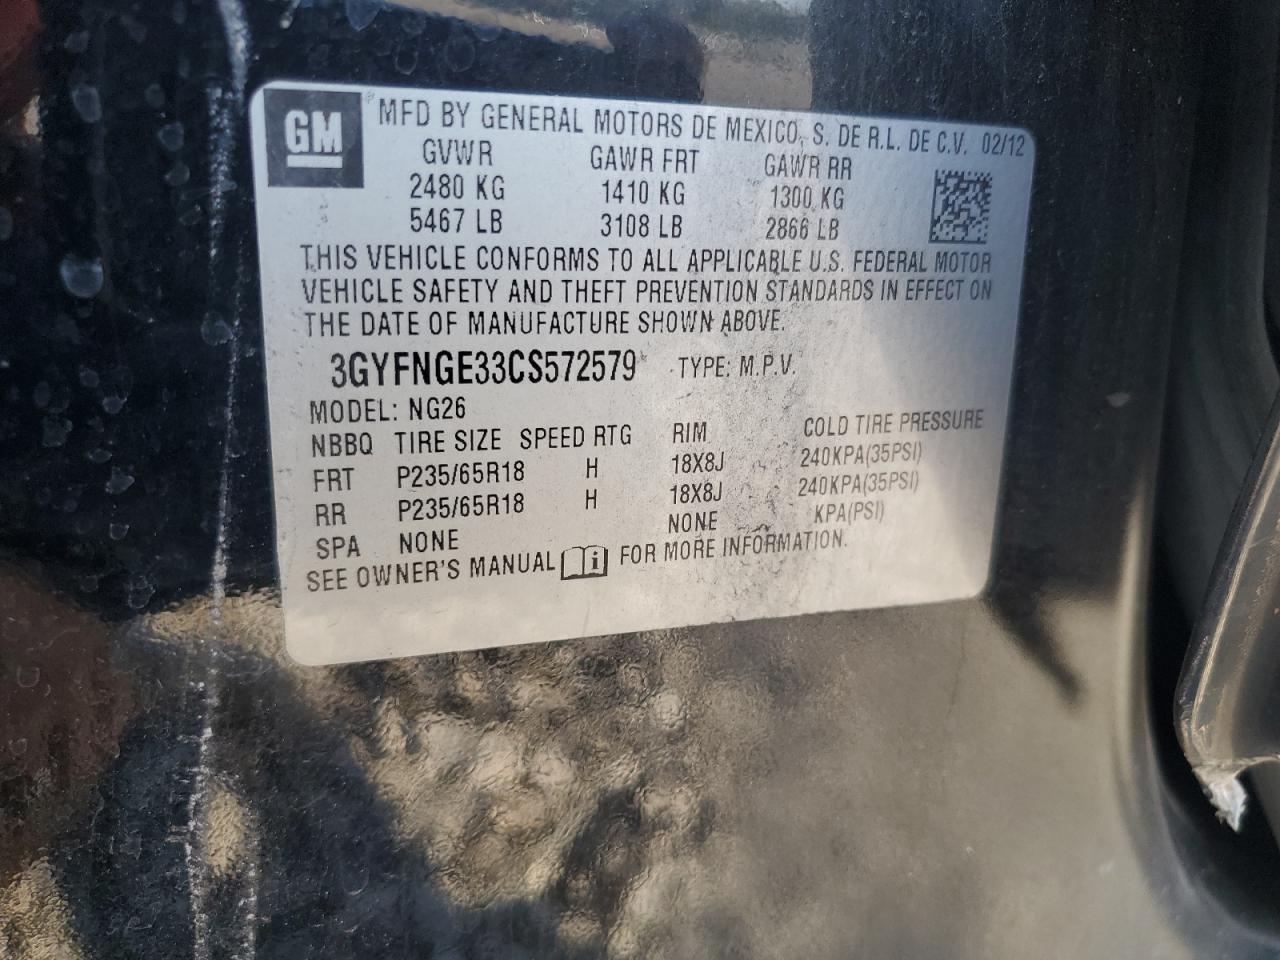 GM
MFD BY GENERAL MOTORS DE MEXICO, S. DE R.L. DE C.V. 02/12
GVWR GAWR FRT GAWR RR
2480 KG 1410 KG 1300 KG
5467 LB 3108 LB 2866 LB
THIS VEHICLE CONFORMS TO ALL APPLICABLE U.S. FEDERAL MOTOR
VEHICLE SAFETY AND THEFT PREVENTION STANDARDS IN EFFECT ON
THE DATE OF MANUFACTURE SHOWN ABOVE.
3GYFNGE33CS572579 TYPE: M.P.V.
MODEL: NG26
NBBQ TIRE SIZE SPEED RTG RIM COLD TIRE PRESSURE
FRT P235/65R18 H 18X8J 240KPA(35PSI)
RR P235/65R18 H 18X8J 240KPA(35PSI)
SPA NONE NONE KPA(PSI)
SEE OWNER'S MANUAL i FOR MORE INFORMATION.